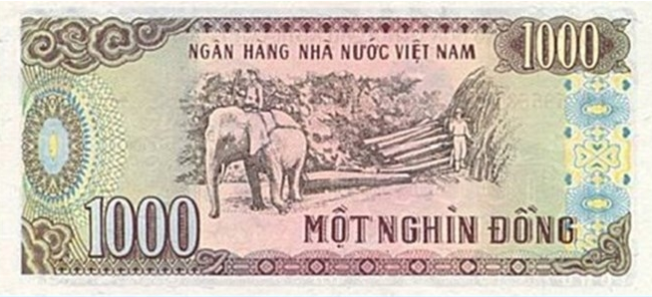 NGÂN HÀNG NHÀ NƯỚC VIỆT NAM
1000
1000
MỘT NGHÌN ĐỒNG